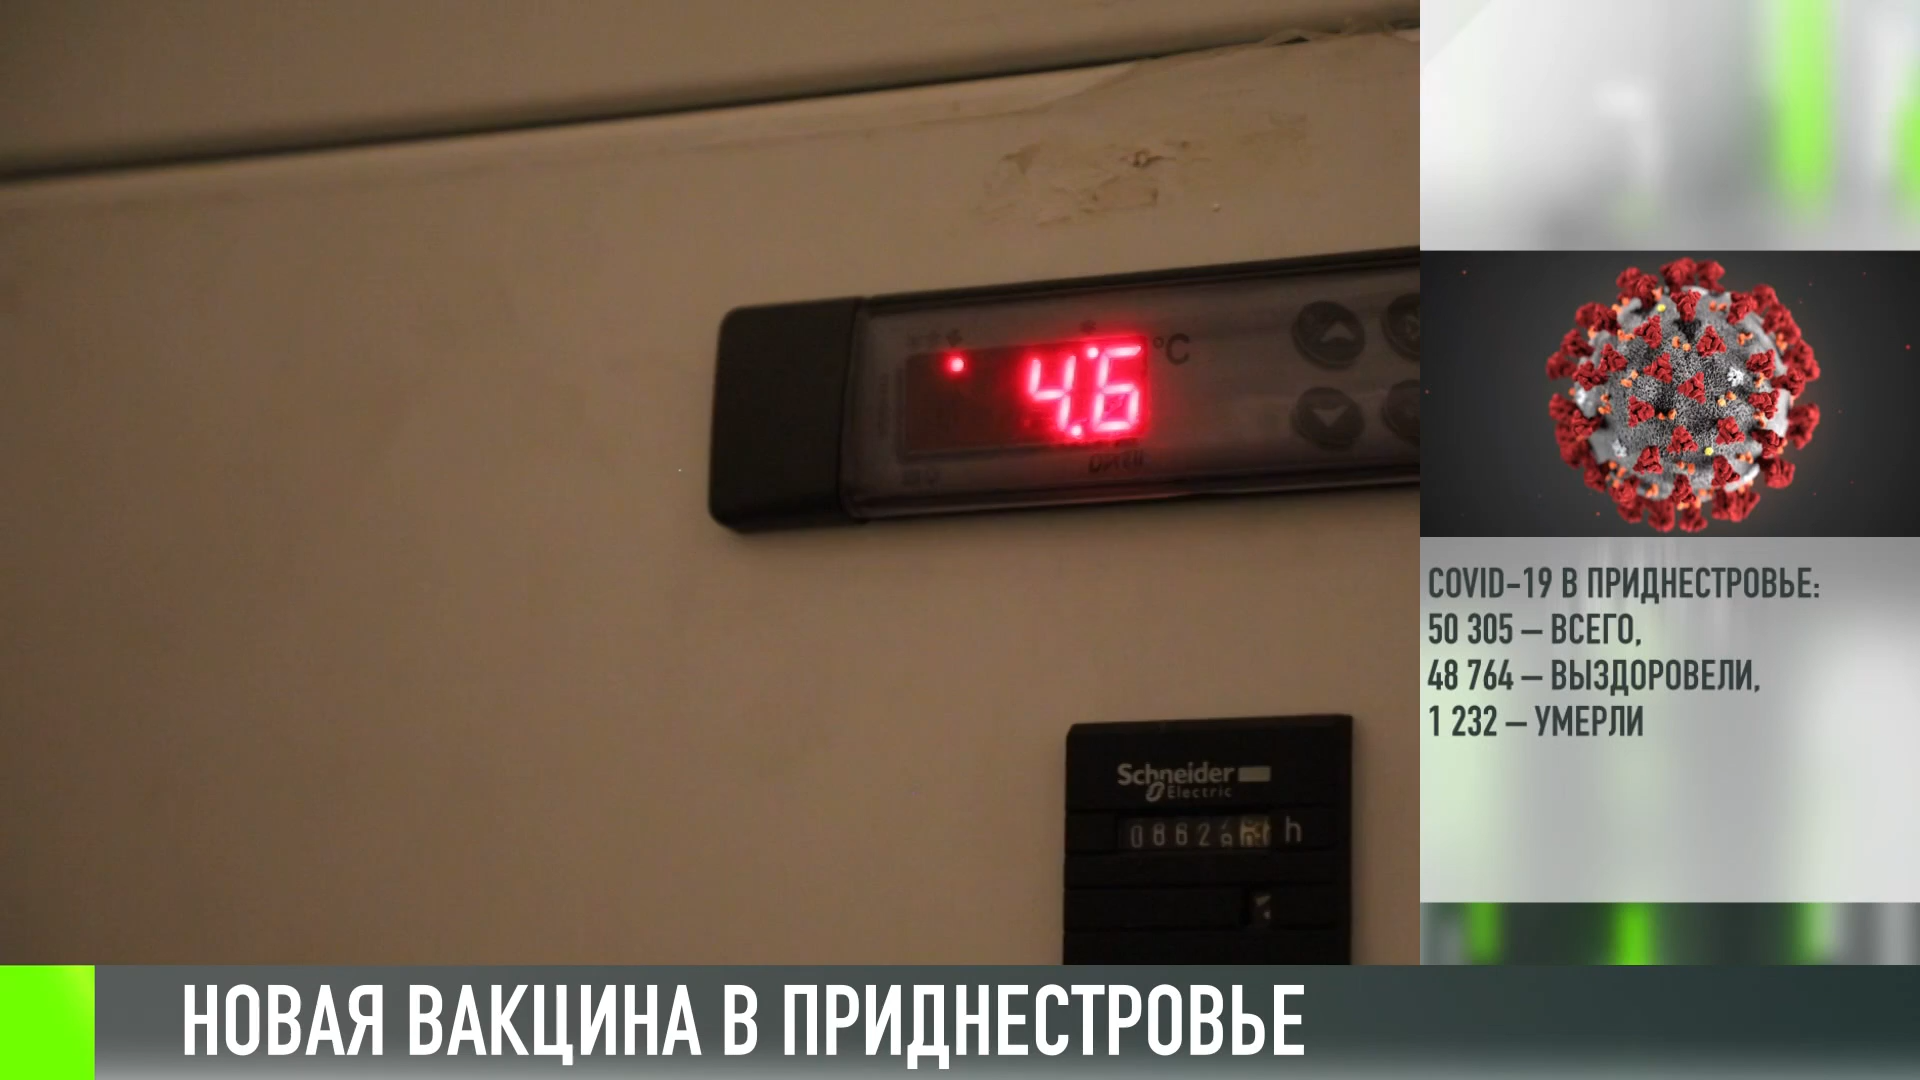 4.6 °C
Schneider
Electric
h
COVID-19 В ПРИДНЕСТРОВЬЕ:
50 305 – ВСЕГО,
48 764 – ВЫЗДОРОВЕЛИ,
1 232 – УМЕРЛИ
НОВАЯ ВАКЦИНА В ПРИДНЕСТРОВЬЕ